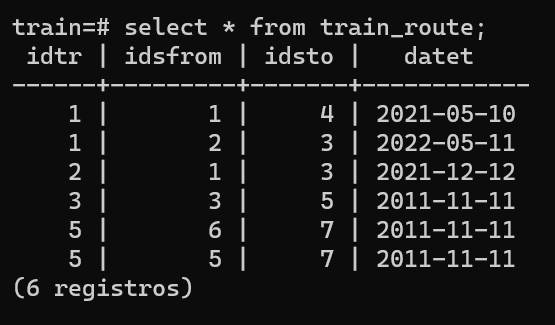 train=# select * from train_route;
 idtr | idsfrom | idsto |   datet
------+---------+-------+------------
    1 |       1 |     4 | 2021-05-10
    1 |       2 |     3 | 2022-05-11
    2 |       1 |     3 | 2021-12-12
    3 |       3 |     5 | 2011-11-11
    5 |       6 |     7 | 2011-11-11
    5 |       5 |     7 | 2011-11-11
(6 registros)